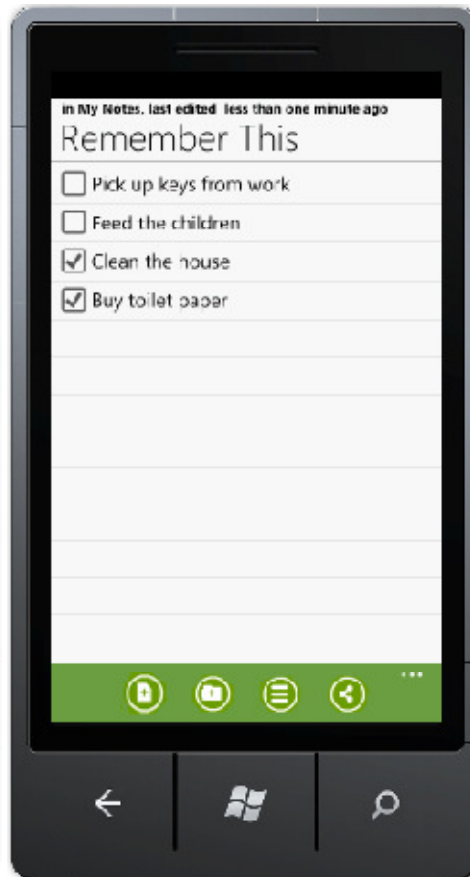 in My Notes, last edited less than one minute ago
Remember This
Pick up keys from work
Feed the children
Clean the house
Buy toilet paper